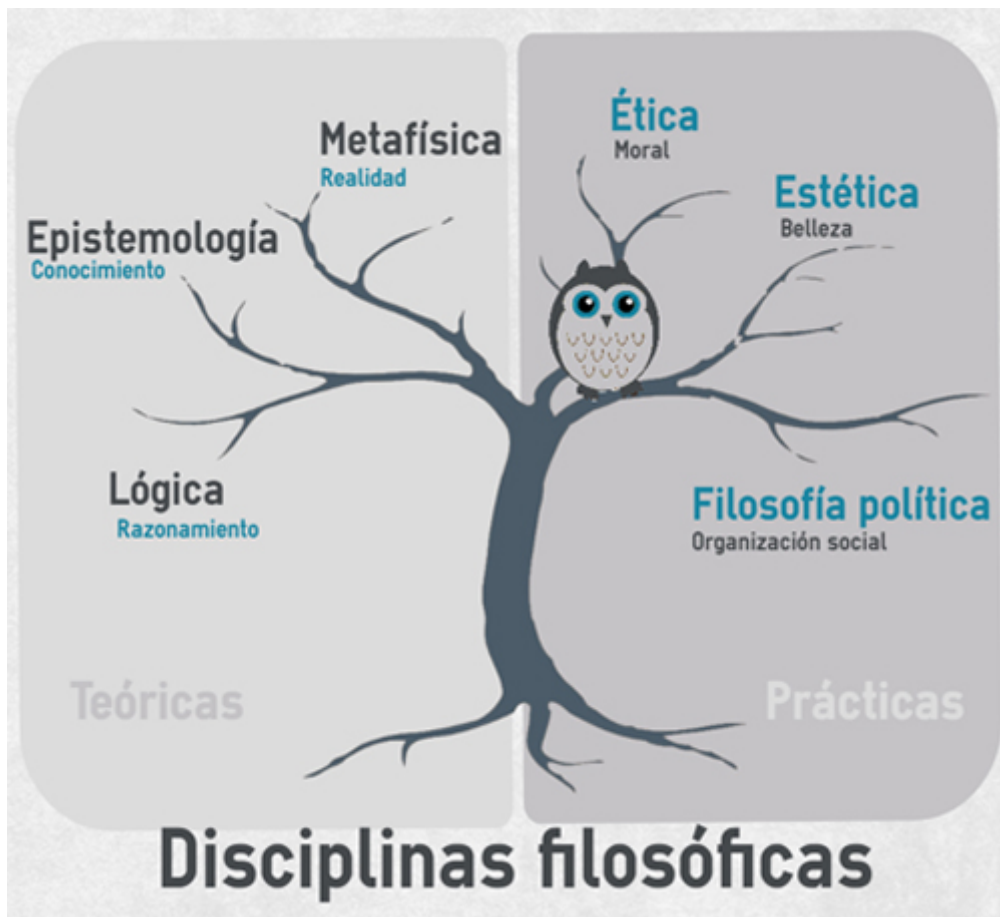 Metafísica
Realidad
Epistemología
Conocimiento
Lógica
Razonamiento
Teóricas
Ética
Moral
Estética
Belleza
Filosofía política
Organización social
Prácticas
Disciplinas filosóficas